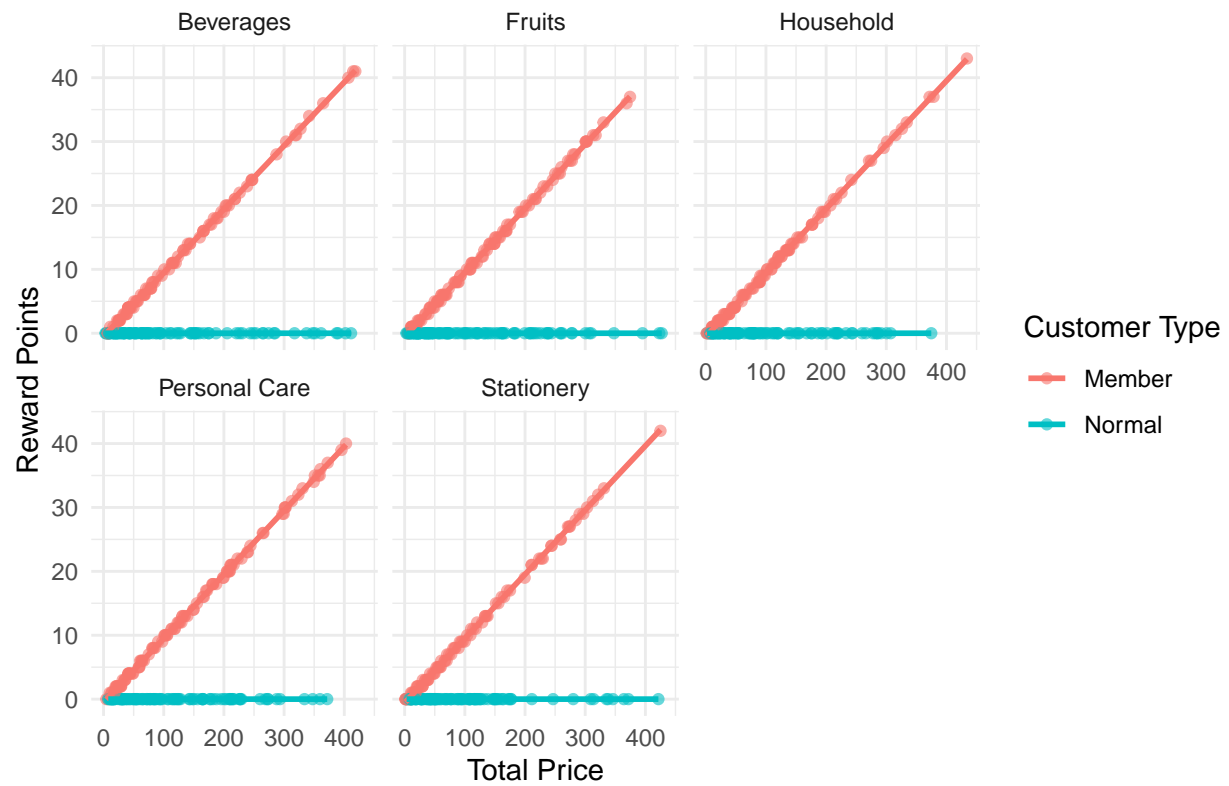 Beverages Fruits Household
40
30
20
10
0
0 100 200 300 400
Personal Care Stationery
40
30
20
10
0
0 100 200 300 400 0 100 200 300 400
Total Price
Reward Points
Customer Type
Member
Normal